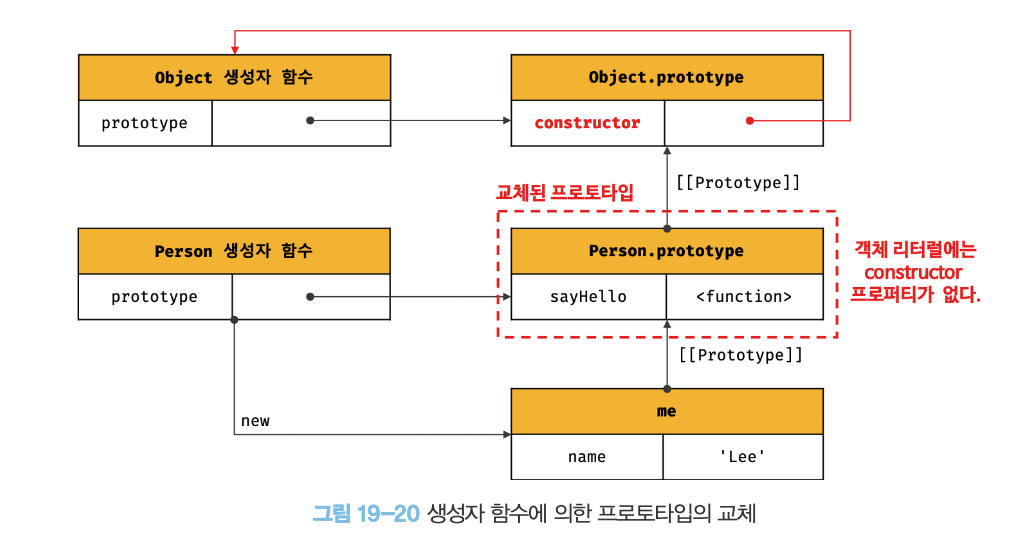 Object 생성자 함수
prototype
Object.prototype
constructor
[[Prototype]]
교체된 프로토타입
Person 생성자 함수
prototype
Person.prototype
sayHello
<function>
객체 리터럴에는
constructor
프로퍼티가 없다.
[[Prototype]]
new
me
name
'Lee'
그림 19-20 생성자 함수에 의한 프로토타입의 교체